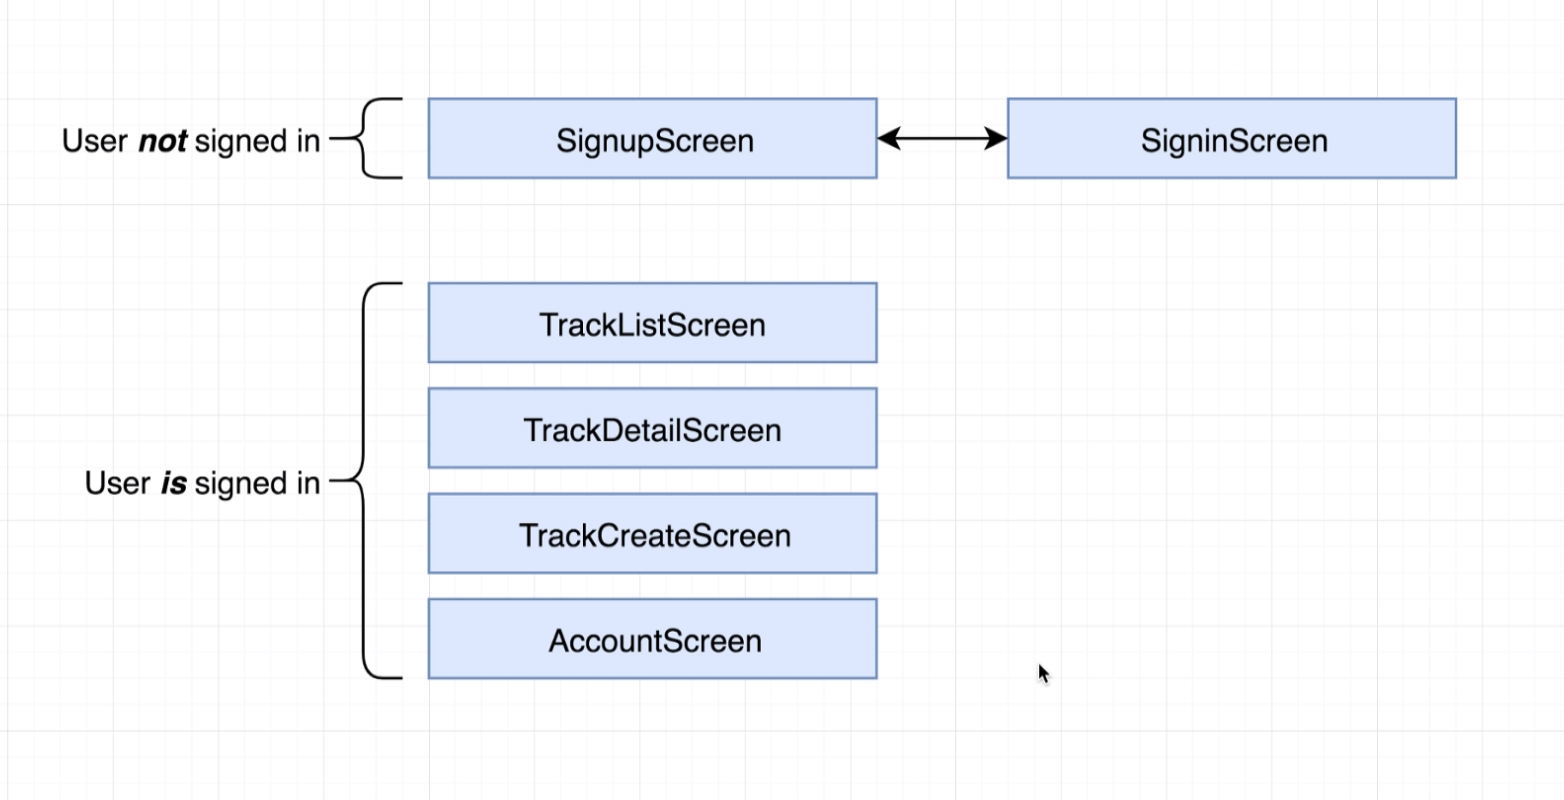 User not signed in
SignupScreen
SigninScreen
TrackListScreen
TrackDetailScreen
User is signed in
TrackCreateScreen
AccountScreen